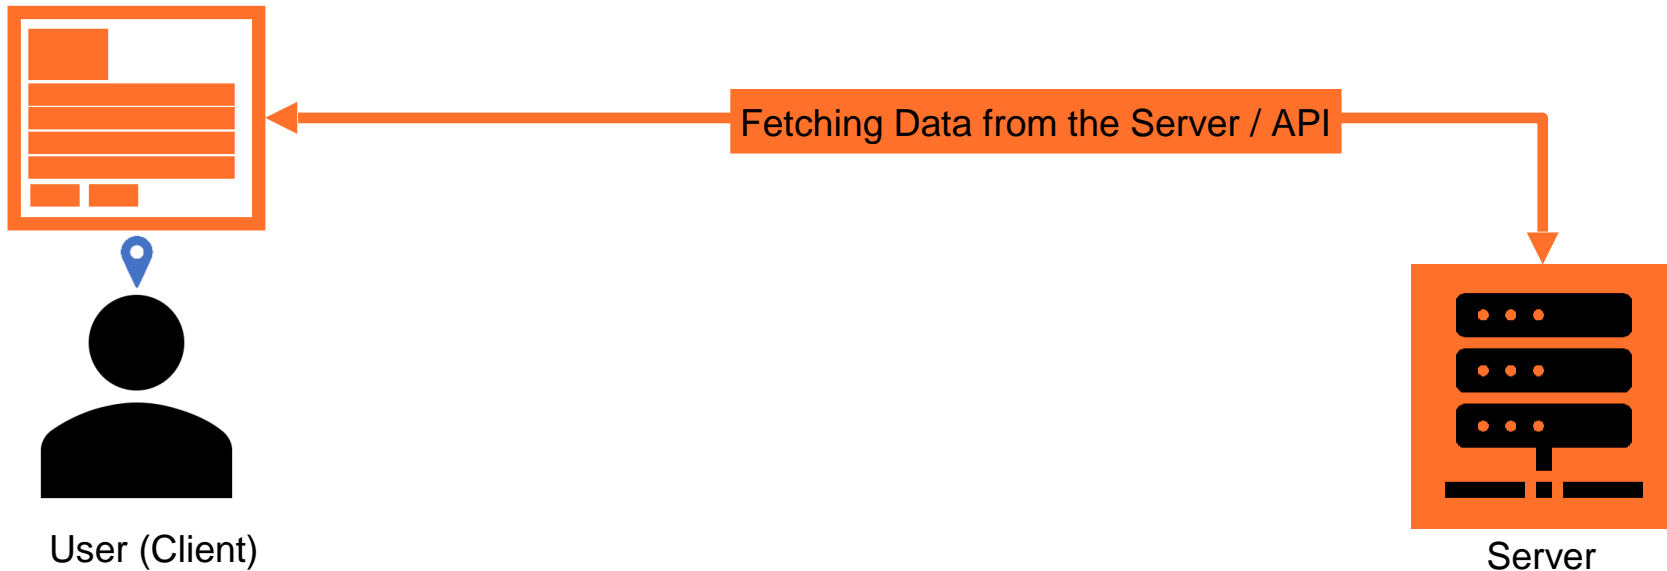 Fetching Data from the Server / API
User (Client)
Server